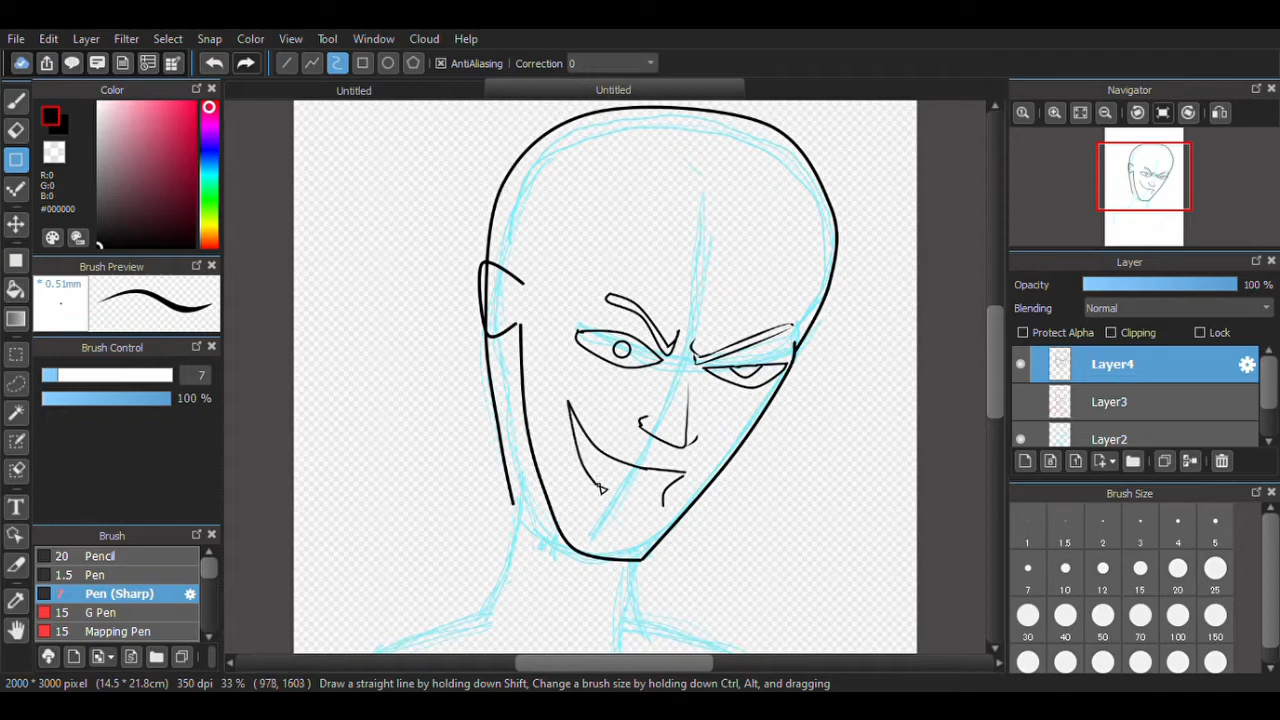 File Edit Layer Filter Select Snap Color View Tool Window Cloud Help
AntiAliasing Correction 0
Color
Untitled Untitled
Navigator
R:0
G:0
B:0
#000000
Brush Preview
* 0.51mm
Brush Control
7
100 %
Brush
20 Pencil
1.5 Pen
7 Pen (Sharp)
15 G Pen
15 Mapping Pen
Layer
Opacity 100 %
Blending Normal
Protect Alpha Clipping Lock
Layer4
Layer3
Layer2
Brush Size
1 1.5 2 3 4 5
7 10 12 15 20 25
30 40 50 70 100 150
2000 * 3000 pixel (14.5 * 21.8cm) 350 dpi 33 % ( 978, 1603 ) Draw a straight line by holding down Shift, Change a brush size by holding down Ctrl, Alt, and dragging